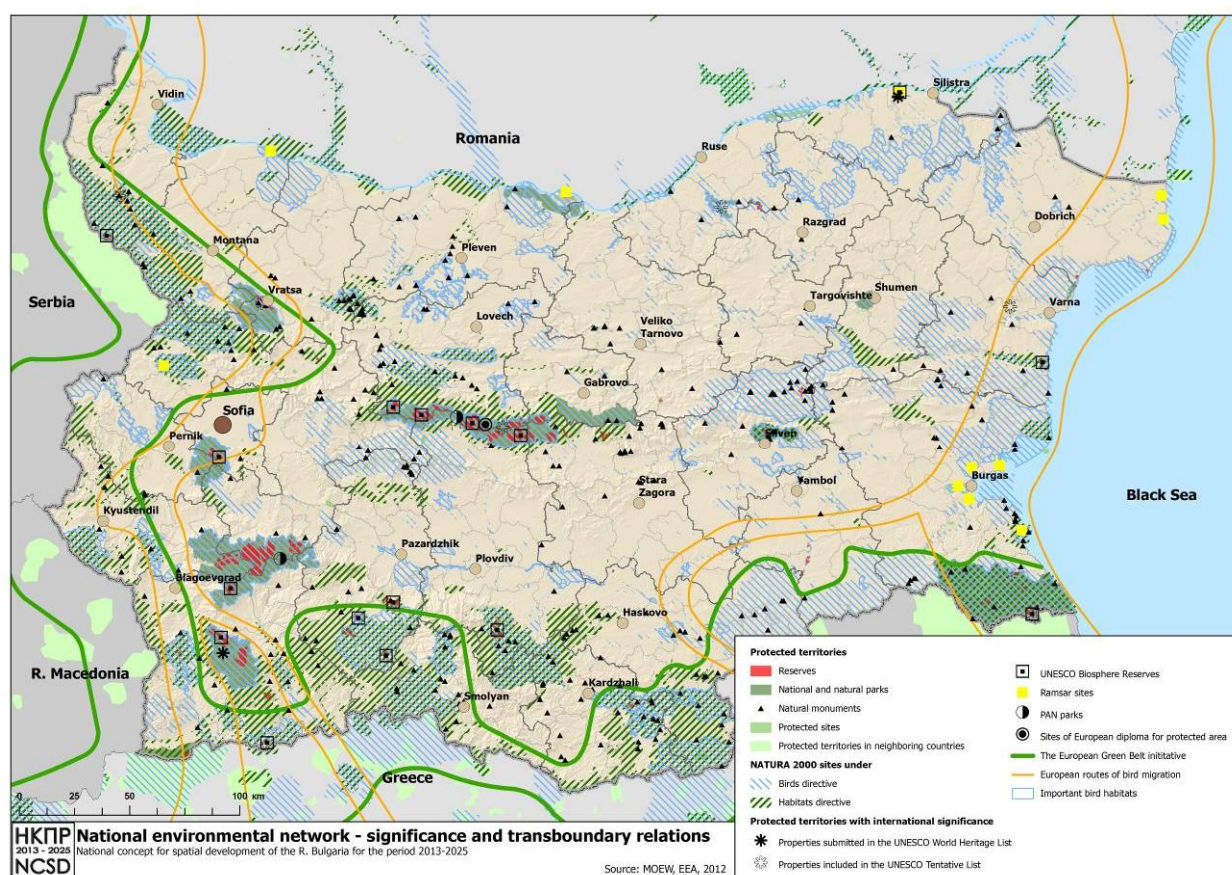 Vidin
Silistra
Romania
Ruse
Dobrich
Razgrad
Montana
Pleven
Vratsa
Serbia
Targovishte
Shumen
Varna
Lovech
Veliko
Tarnovo
Gabrovo
Sofia
Pernik
Sliven
Burgas
Stara
Zagora
Yambol
Black Sea
Kyustendil
Pazardzhik
Plovdiv
Blagoevgrad
Haskovo
R. Macedonia
Kardzhali
Smolyan
Greece
0 25 50 100 км
Protected territories
Reserves
National and natural parks
Natural monuments
Protected sites
Protected territories in neighboring countries
NATURA 2000 sites under
Birds directive
Habitats directive
Protected territories with international significance
Properties submitted in the UNESCO World Heritage List
Properties included in the UNESCO Tentative List
UNESCO Biosphere Reserves
Ramsar sites
PAN parks
Sites of European diploma for protected area
The European Green Belt inititative
European routes of bird migration
Important bird habitats
НКПР
2013 - 2025
NCSD
National environmental network - significance and transboundary relations
National concept for spatial development of the R. Bulgaria for the period 2013-2025
Source: MOEW, EEA, 2012